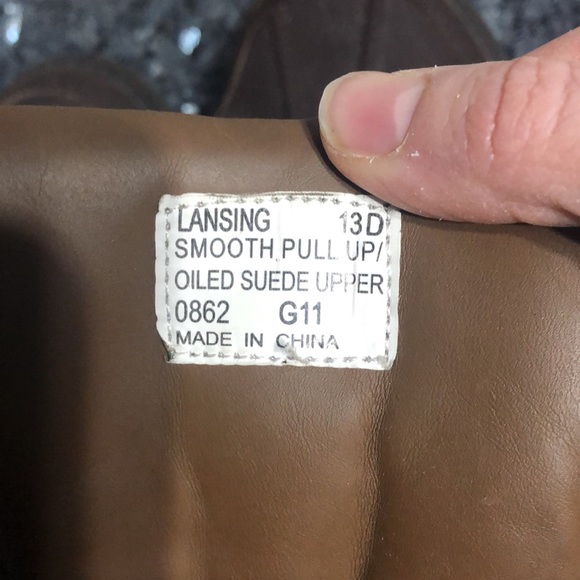 LANSING 13D
SMOOTH PULL UP/
OILED SUEDE UPPER
0862 G11
MADE IN CHINA